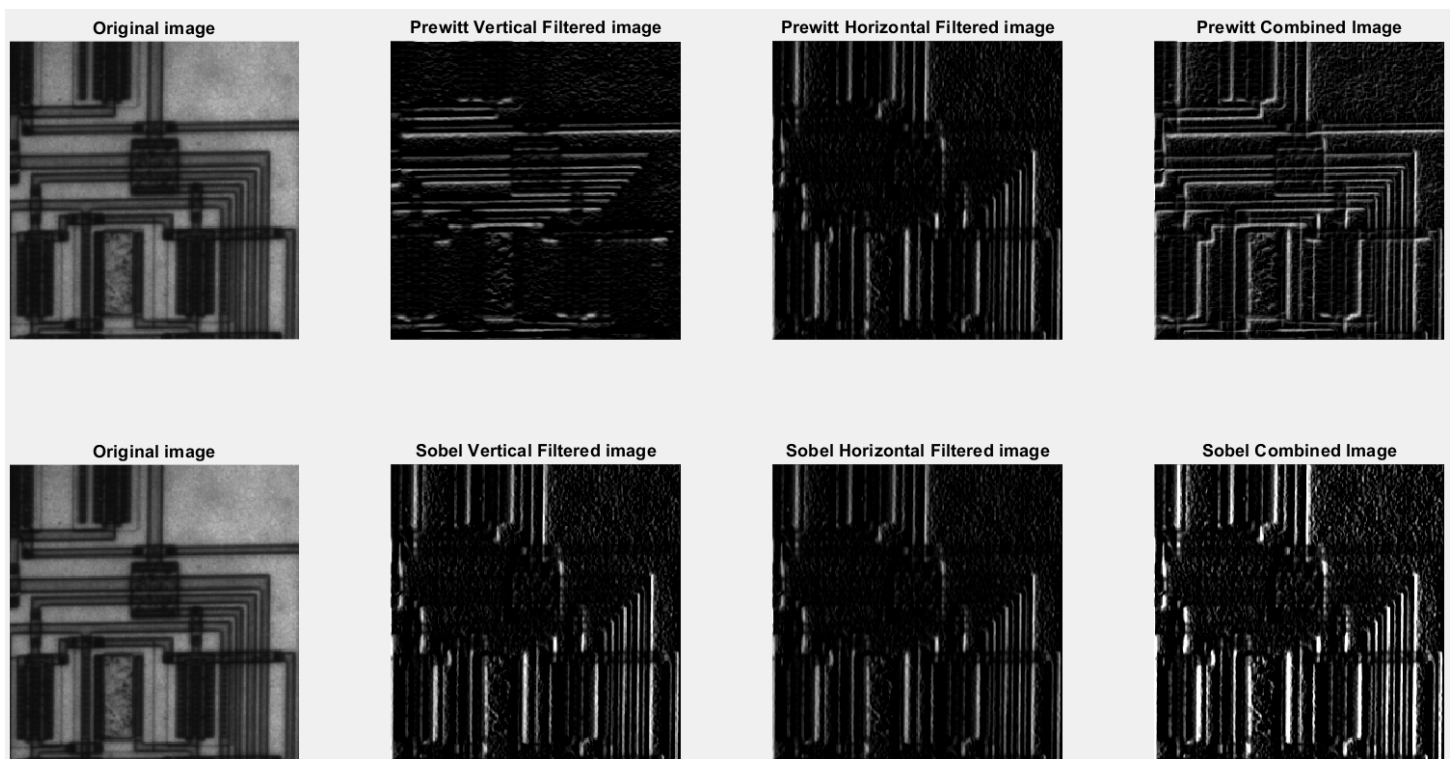 Original image
Prewitt Vertical Filtered image
Prewitt Horizontal Filtered image
Prewitt Combined Image
Original image
Sobel Vertical Filtered image
Sobel Horizontal Filtered image
Sobel Combined Image